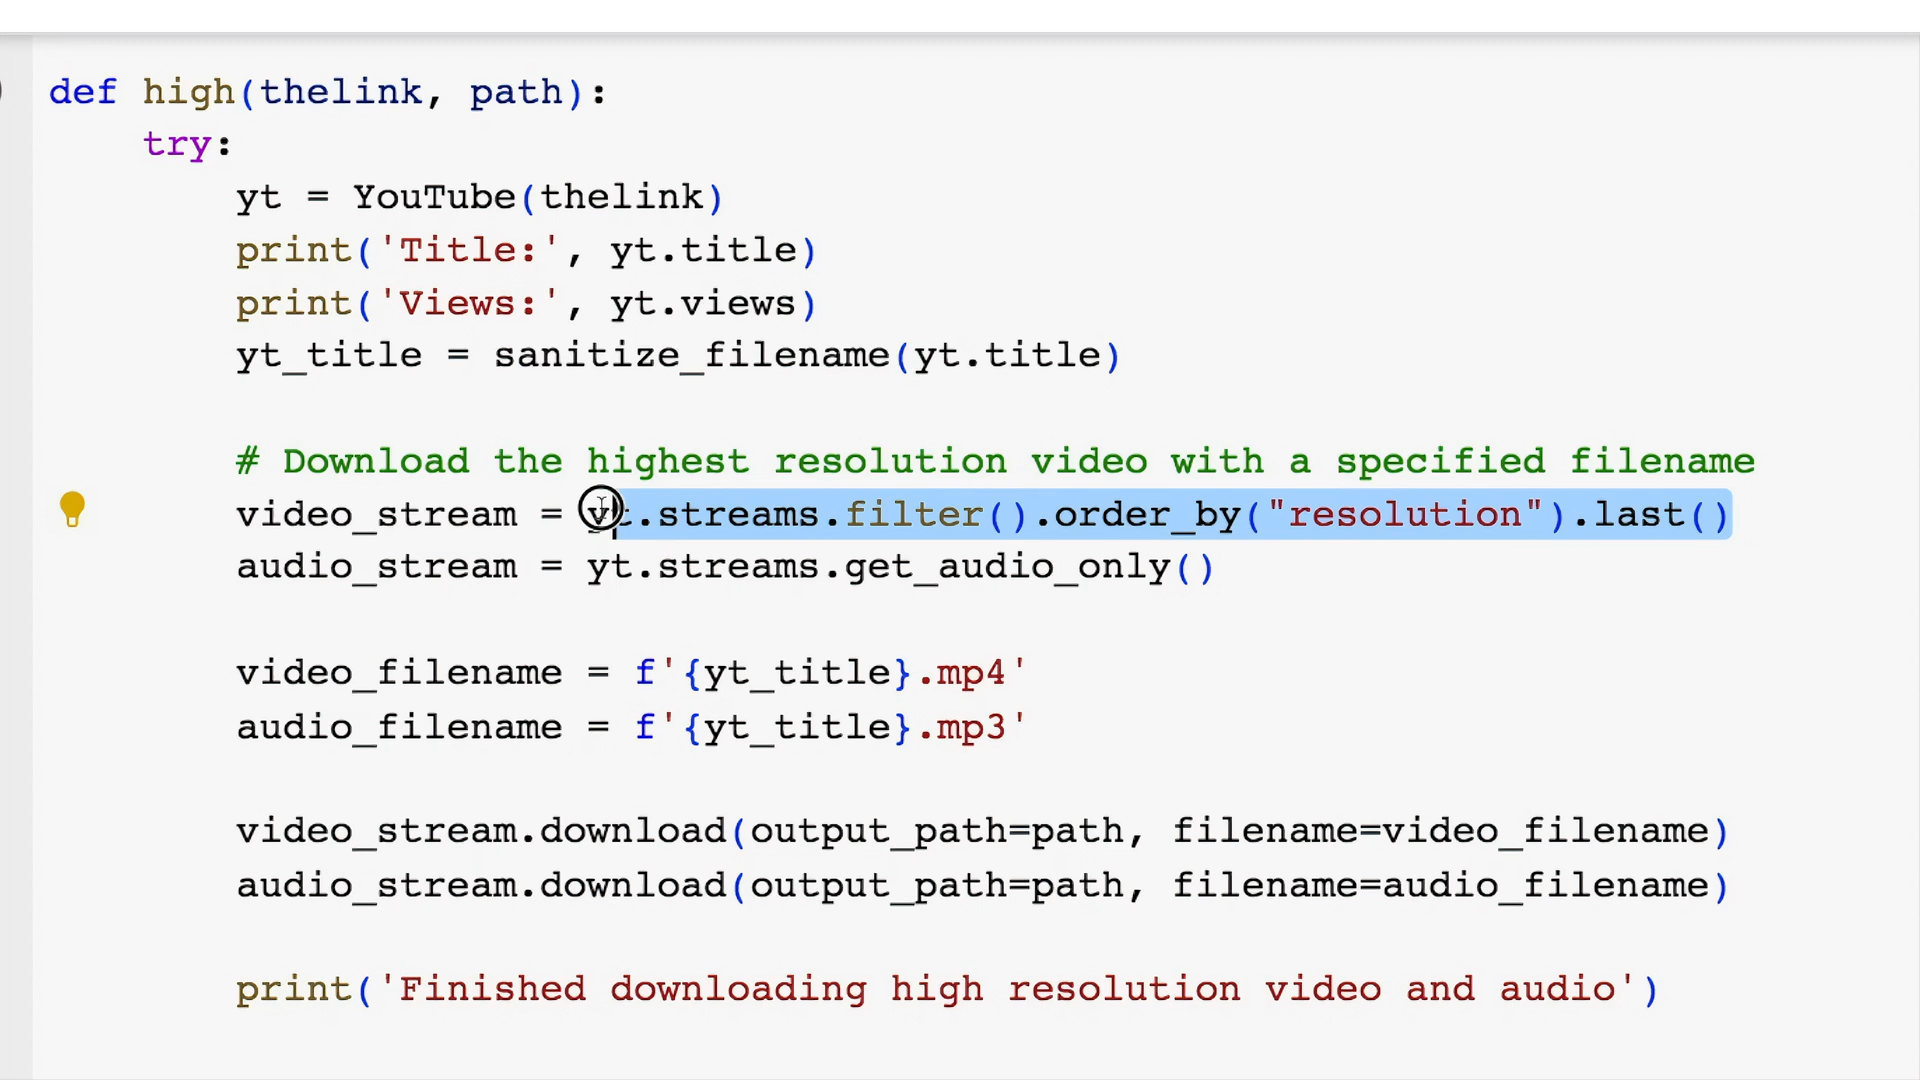 def high(thelink, path):
try:
yt = YouTube(thelink)
print('Title:', yt.title)
print('Views:', yt.views)
yt_title = sanitize_filename(yt.title)
# Download the highest resolution video with a specified filename
video_stream = yt.streams.filter().order_by("resolution").last()
audio_stream = yt.streams.get_audio_only()
video_filename = f'{yt_title}.mp4'
audio_filename = f'{yt_title}.mp3'
video_stream.download(output_path=path, filename=video_filename)
audio_stream.download(output_path=path, filename=audio_filename)
print('Finished downloading high resolution video and audio')